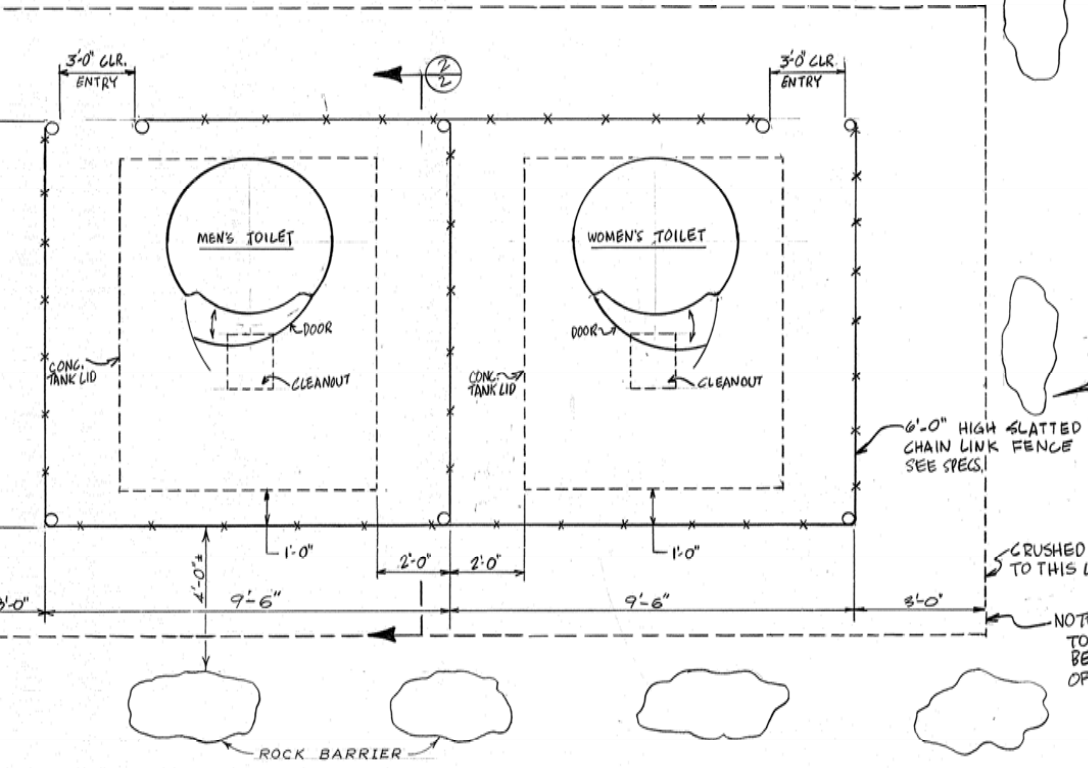 3'-0" CLR.
ENTRY
2
2
3'-0" CLR.
ENTRY
MEN'S TOILET
WOMEN'S TOILET
DOOR
DOOR
CONC.
TANK LID
CLEANOUT
CONC.
TANK LID
CLEANOUT
6'-0" HIGH SLATTED
CHAIN LINK FENCE
SEE SPECS.
1'-0"
2'-0"
2'-0"
1'-0"
CRUSHED
TO THIS L
4'-0"±
3'-0"
9'-6"
9'-6"
3'-0"
NOTE
TO
BE
OF
ROCK BARRIER